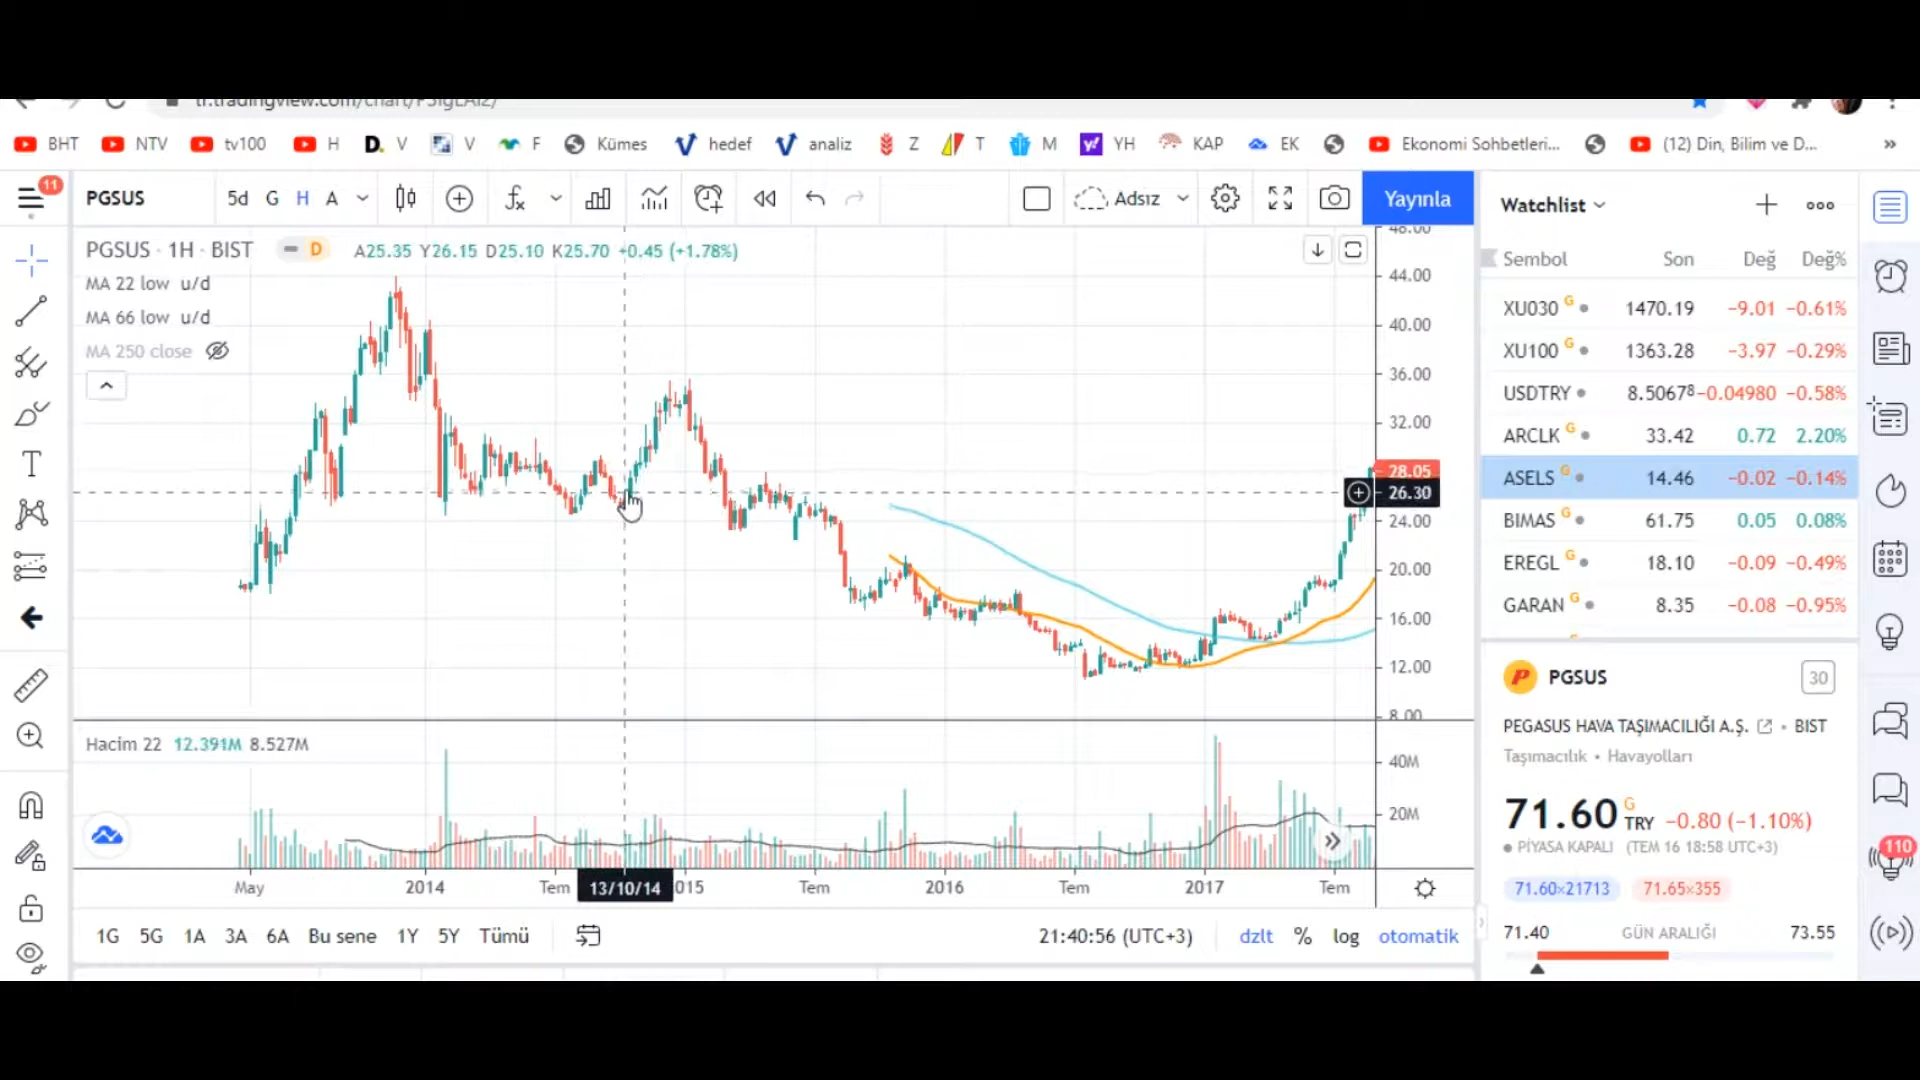 tr.tradingview.com/chart/
BHT NTV tv100 H D. V V F Kümes hedef analiz Z T M YH KAP EK Ekonomi Sohbetleri... (12) Din, Bilim ve D... »
11 PGSUS 5d G H A Adsız Yayınla
PGSUS · 1H · BIST D A25.35 Y26.15 D25.10 K25.70 +0.45 (+1.78%)
MA 22 low u/d
MA 66 low u/d
MA 250 close
48.00
44.00
40.00
36.00
32.00
28.05
26.30
24.00
20.00
16.00
12.00
8.00
Hacim 22 12.391M 8.527M
40M
20M
May 2014 Tem 13/10/14 015 Tem 2016 Tem 2017 Tem
1G 5G 1A 3A 6A Bu sene 1Y 5Y Tümü 21:40:56 (UTC+3) dzlt % log otomatik
Watchlist
Sembol Son Değ Değ%
XU030 G 1470.19 −9.01 −0.61%
XU100 G 1363.28 −3.97 −0.29%
USDTRY 8.50678 −0.04980 −0.58%
ARCLK G 33.42 0.72 2.20%
ASELS G 14.46 −0.02 −0.14%
BIMAS G 61.75 0.05 0.08%
EREGL G 18.10 −0.09 −0.49%
GARAN G 8.35 −0.08 −0.95%
PGSUS 30
PEGASUS HAVA TAŞIMACILIĞI A.Ş. • BIST
Taşımacılık • Havayolları
71.60 G TRY −0.80 (−1.10%)
PİYASA KAPALI (TEM 16 18:58 UTC+3)
71.60×21713 71.65×355
71.40 GÜN ARALIĞI 73.55
110